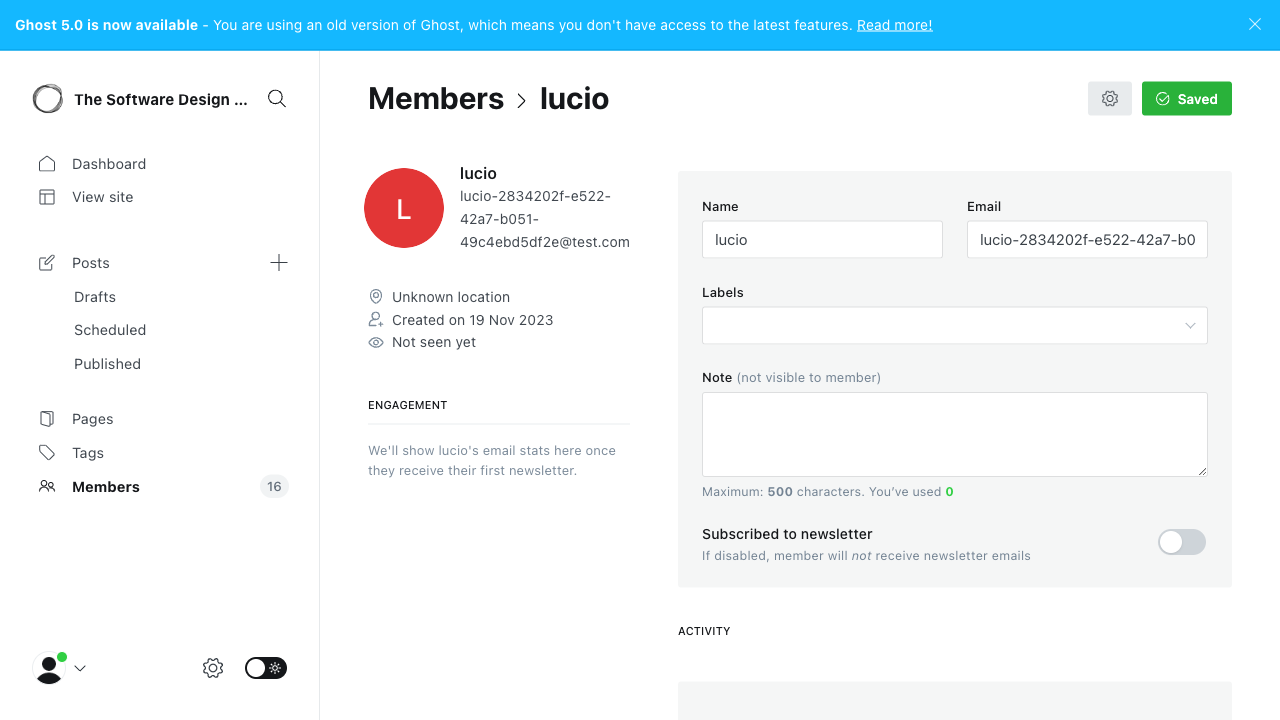 Ghost 5.0 is now available - You are using an old version of Ghost, which means you don't have access to the latest features. Read more!
The Software Design ...
Dashboard
View site
Posts
Drafts
Scheduled
Published
Pages
Tags
Members 16
Members > lucio
Saved
L
lucio
lucio-2834202f-e522-
42a7-b051-
49c4ebd5df2e@test.com
Unknown location
Created on 19 Nov 2023
Not seen yet
ENGAGEMENT
We'll show lucio's email stats here once
they receive their first newsletter.
Name
lucio
Email
lucio-2834202f-e522-42a7-b0
Labels
Note (not visible to member)
Maximum: 500 characters. You've used 0
Subscribed to newsletter
If disabled, member will not receive newsletter emails
ACTIVITY